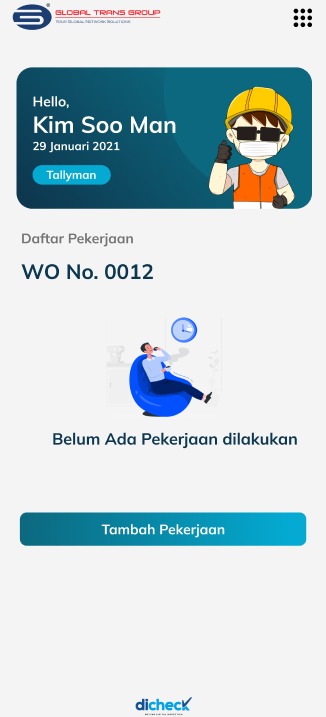 GLOBAL TRANS GROUP
YOUR GLOBAL NETWORK SOLUTIONS
Hello,
Kim Soo Man
29 Januari 2021
Tallyman
Daftar Pekerjaan
WO No. 0012
Belum Ada Pekerjaan dilakukan
Tambah Pekerjaan
dicheck